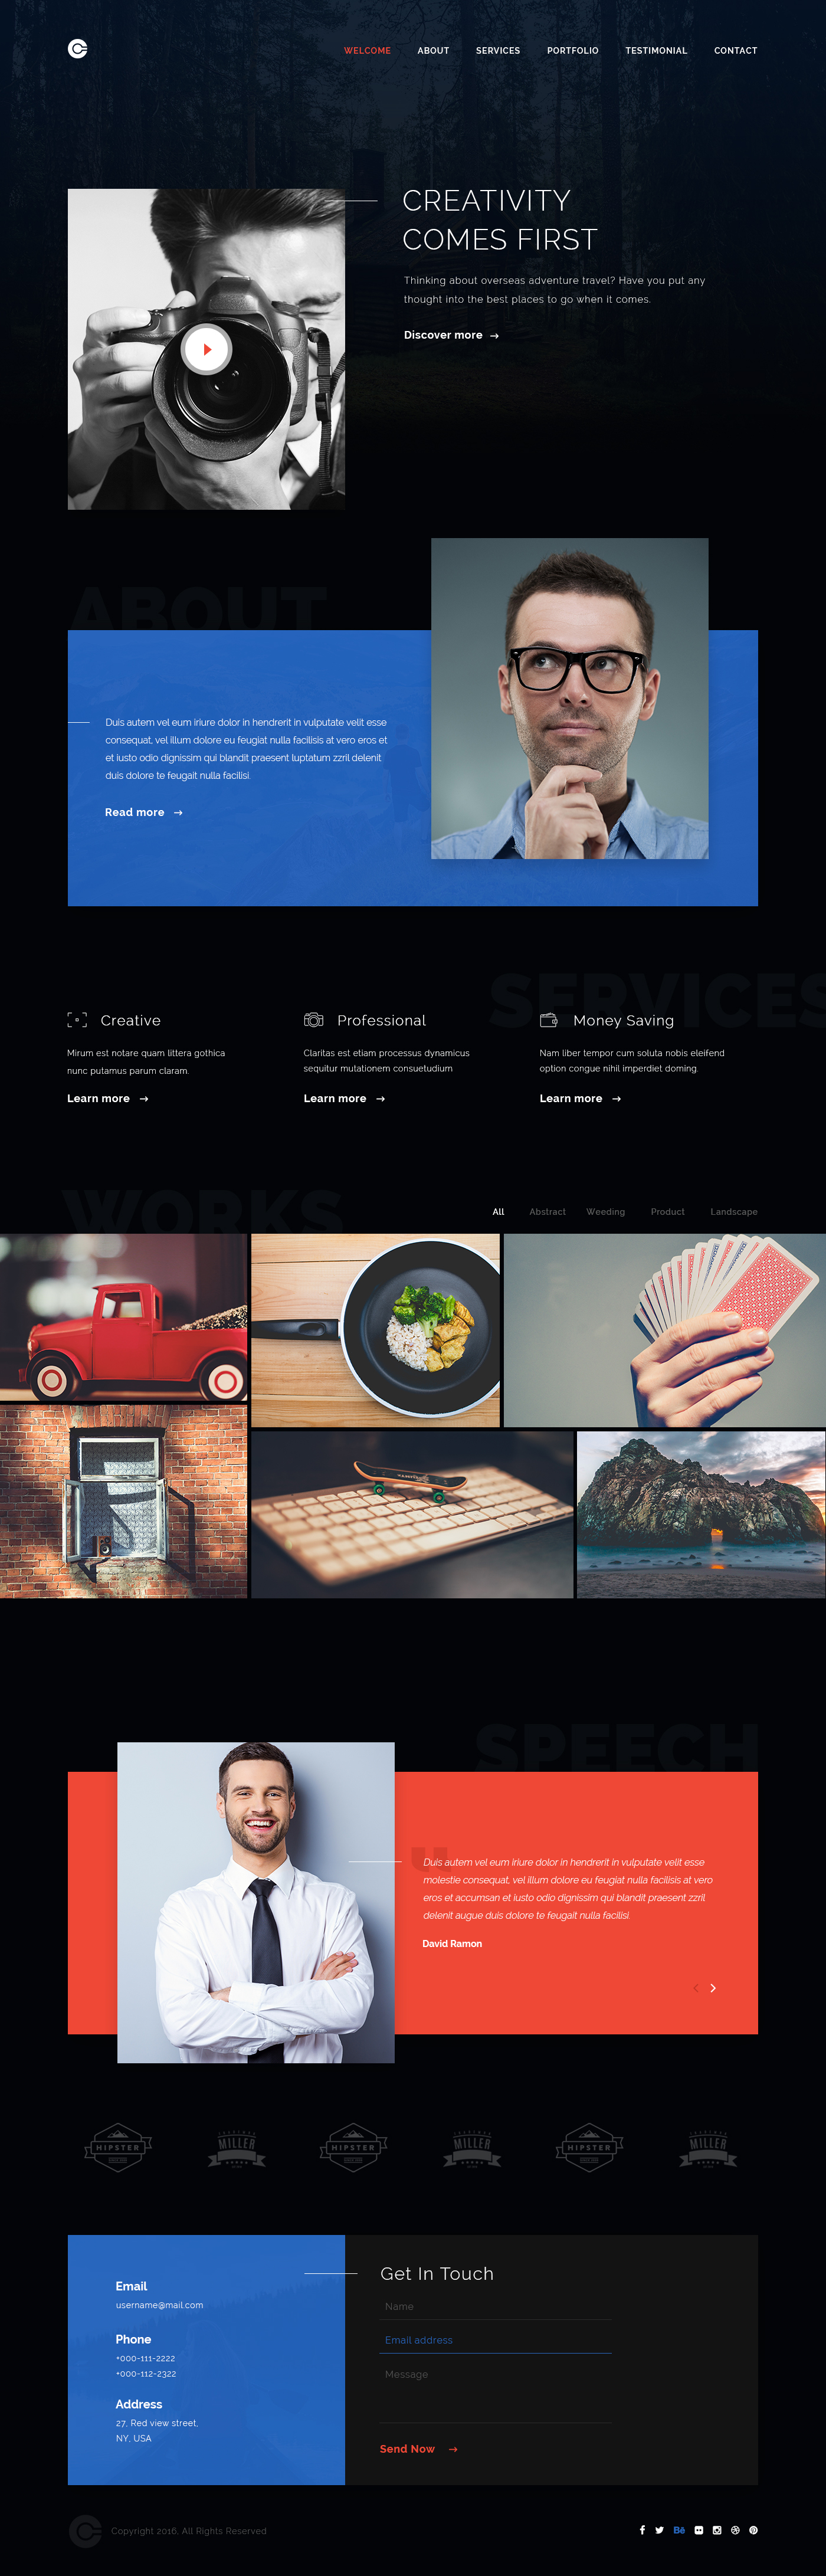 WELCOME ABOUT SERVICES PORTFOLIO TESTIMONIAL CONTACT
CREATIVITY
COMES FIRST
Thinking about overseas adventure travel? Have you put any
thought into the best places to go when it comes.
Discover more →
ABOUT
Duis autem vel eum iriure dolor in hendrerit in vulputate velit esse
consequat, vel illum dolore eu feugiat nulla facilisis at vero eros et
et iusto odio dignissim qui blandit praesent luptatum zzril delenit
duis dolore te feugait nulla facilisi.
Read more →
SERVICES
Creative
Mirum est notare quam littera gothica
nunc putamus parum claram.
Learn more →
Professional
Claritas est etiam processus dynamicus
sequitur mutationem consuetudium
Learn more →
Money Saving
Nam liber tempor cum soluta nobis eleifend
option congue nihil imperdiet doming.
Learn more →
WORKS
All Abstract Weeding Product Landscape
SPEECH
Duis autem vel eum iriure dolor in hendrerit in vulputate velit esse
molestie consequat, vel illum dolore eu feugiat nulla facilisis at vero
eros et accumsan et iusto odio dignissim qui blandit praesent zzril
delenit augue duis dolore te feugait nulla facilisi.
David Ramon
HIPSTER
MILLER
HIPSTER
MILLER
HIPSTER
MILLER
Email
username@mail.com
Phone
+000-111-2222
+000-112-2322
Address
27, Red view street,
NY, USA
Get In Touch
Name
Email address
Message
Send Now →
Copyright 2016, All Rights Reserved
Bē